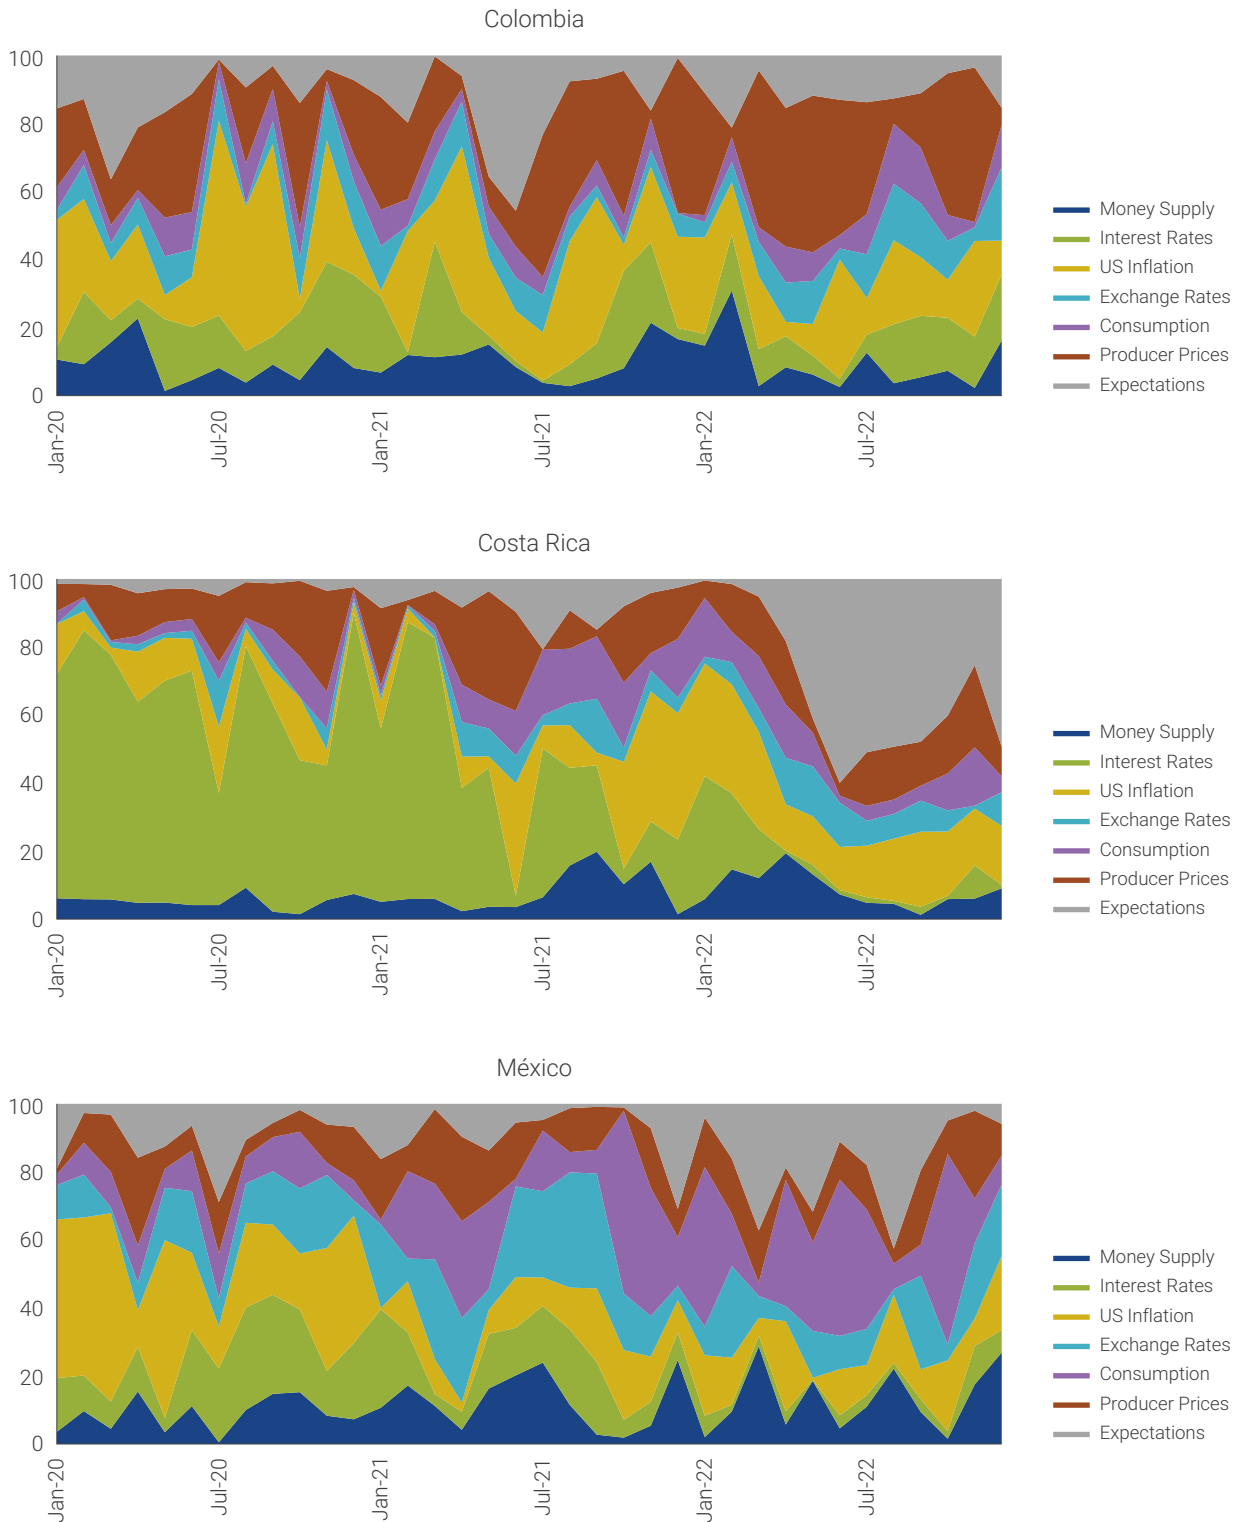 Colombia
100
80
60
40
20
0
Jan-20
Jul-20
Jan-21
Jul-21
Jan-22
Jul-22
Money Supply
Interest Rates
US Inflation
Exchange Rates
Consumption
Producer Prices
Expectations
Costa Rica
100
80
60
40
20
0
Jan-20
Jul-20
Jan-21
Jul-21
Jan-22
Jul-22
Money Supply
Interest Rates
US Inflation
Exchange Rates
Consumption
Producer Prices
Expectations
México
100
80
60
40
20
0
Jan-20
Jul-20
Jan-21
Jul-21
Jan-22
Jul-22
Money Supply
Interest Rates
US Inflation
Exchange Rates
Consumption
Producer Prices
Expectations